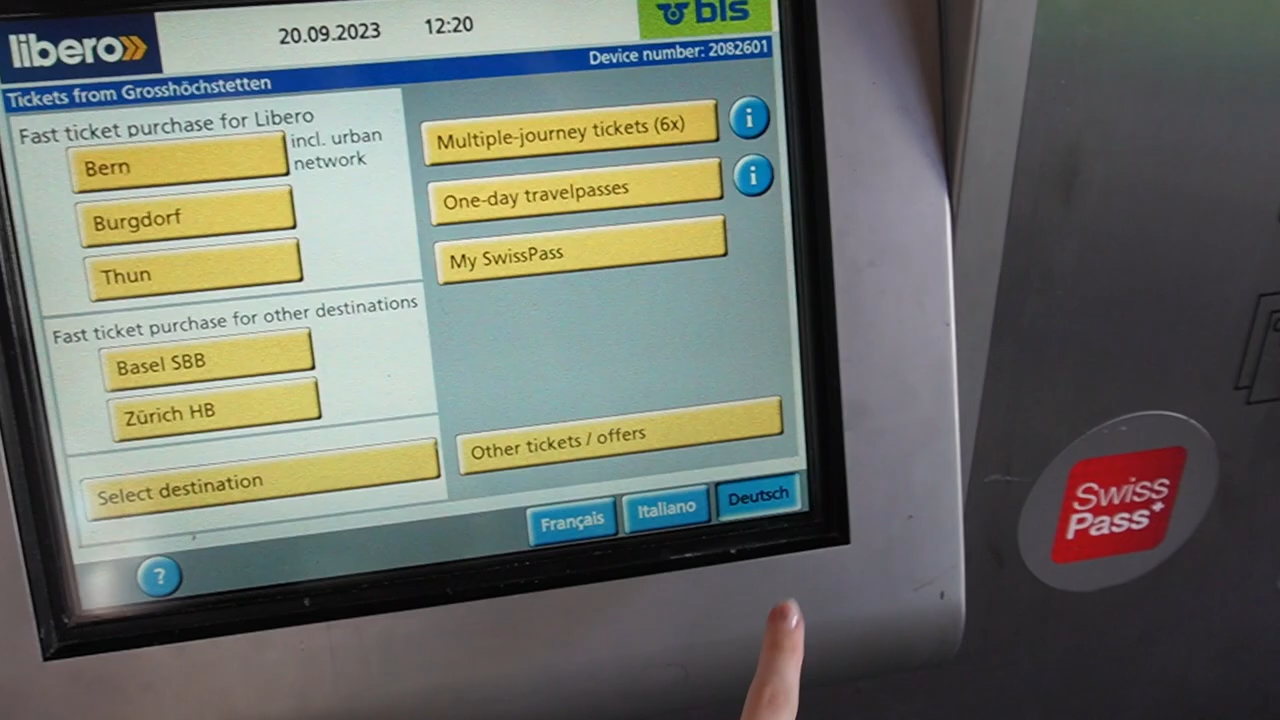 libero
20.09.2023
12:20
bls
Device number: 2082601
Tickets from Grosshöchstetten
Fast ticket purchase for Libero
Bern
incl. urban
network
Burgdorf
Thun
Fast ticket purchase for other destinations
Basel SBB
Zürich HB
Select destination
Multiple-journey tickets (6x)
i
One-day travelpasses
i
My SwissPass
Other tickets / offers
Français
Italiano
Deutsch
?
Swiss
Pass+